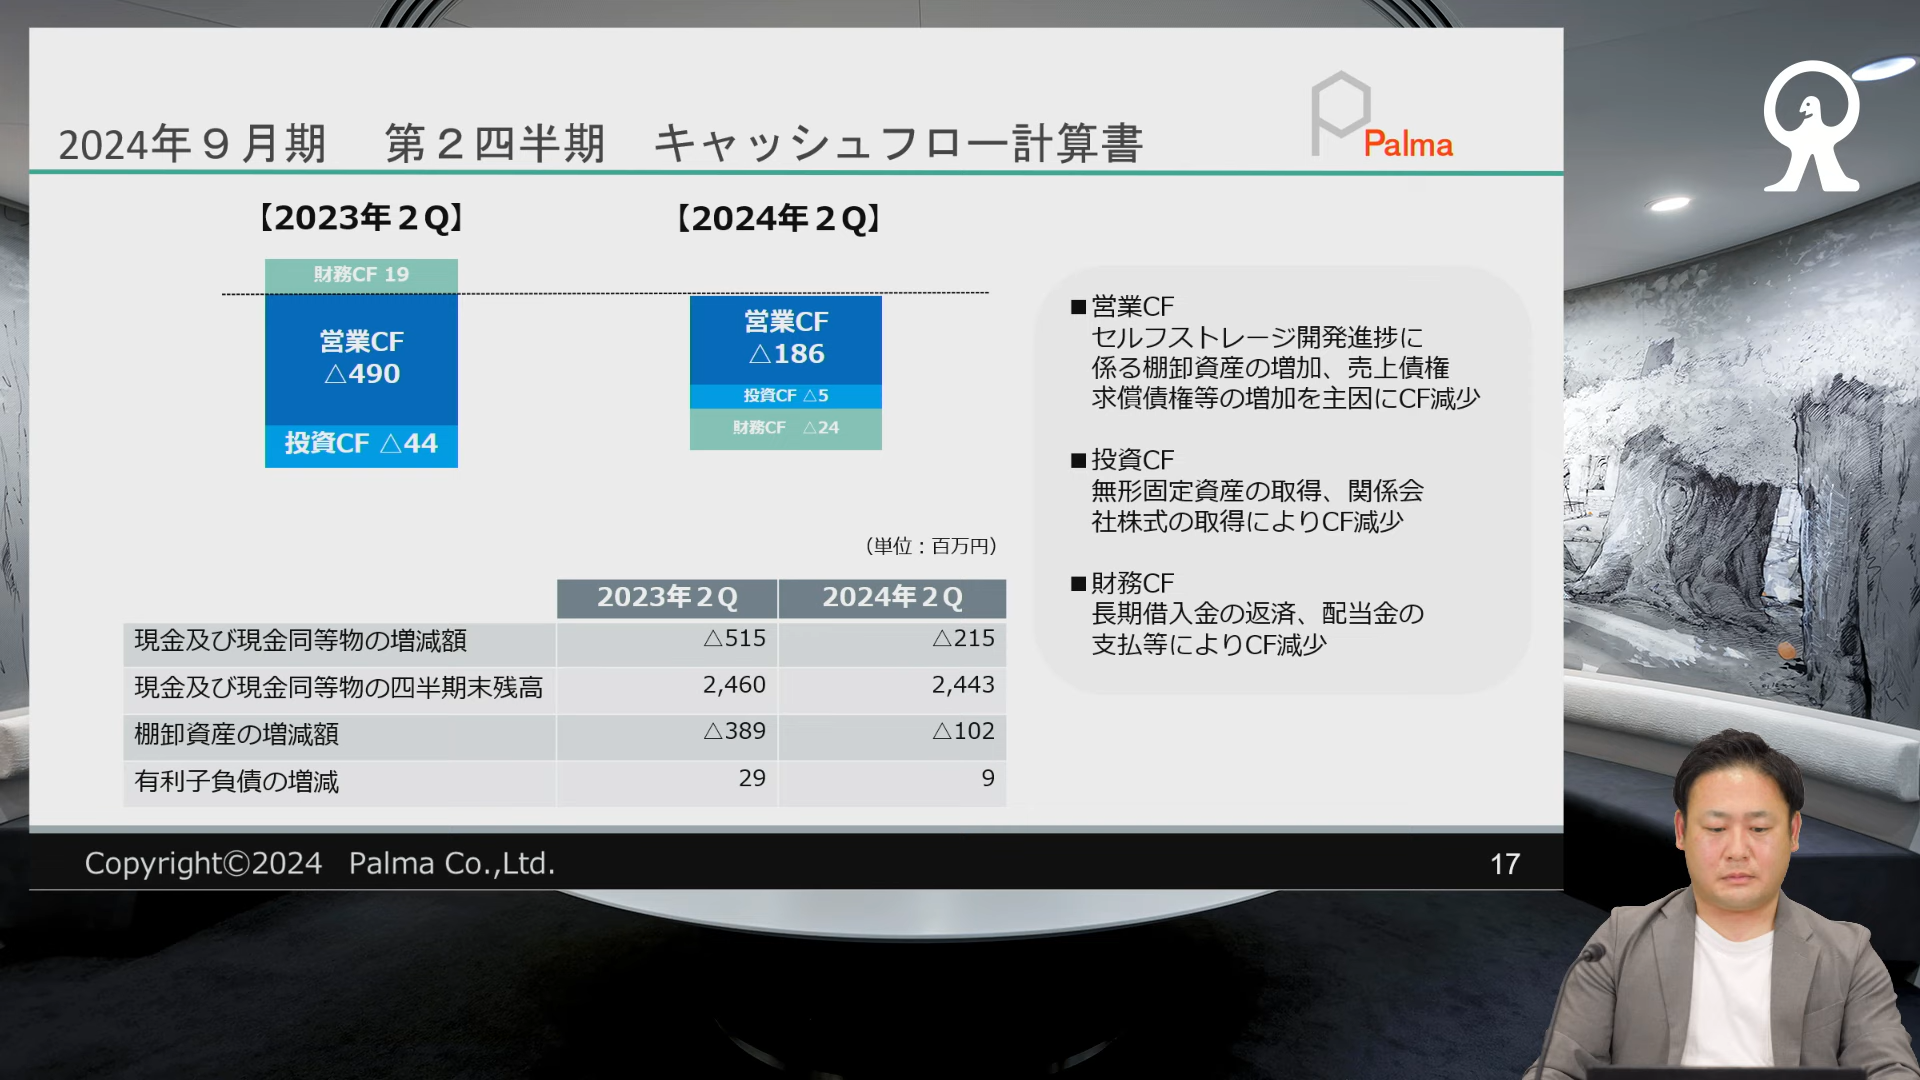 2024年９月期　第２四半期　キャッシュフロー計算書
Palma
【2023年２Q】
【2024年２Q】
財務CF 19
営業CF
△490
投資CF △44
営業CF
△186
投資CF △5
財務CF　△24
■営業CF
セルフストレージ開発進捗に
係る棚卸資産の増加、売上債権
求償債権等の増加を主因にCF減少
■投資CF
無形固定資産の取得、関係会
社株式の取得によりCF減少
■財務CF
長期借入金の返済、配当金の
支払等によりCF減少
（単位：百万円）
2023年２Q 2024年２Q
現金及び現金同等物の増減額 △515 △215
現金及び現金同等物の四半期末残高 2,460 2,443
棚卸資産の増減額 △389 △102
有利子負債の増減 29 9
Copyright©2024　Palma Co.,Ltd.
17